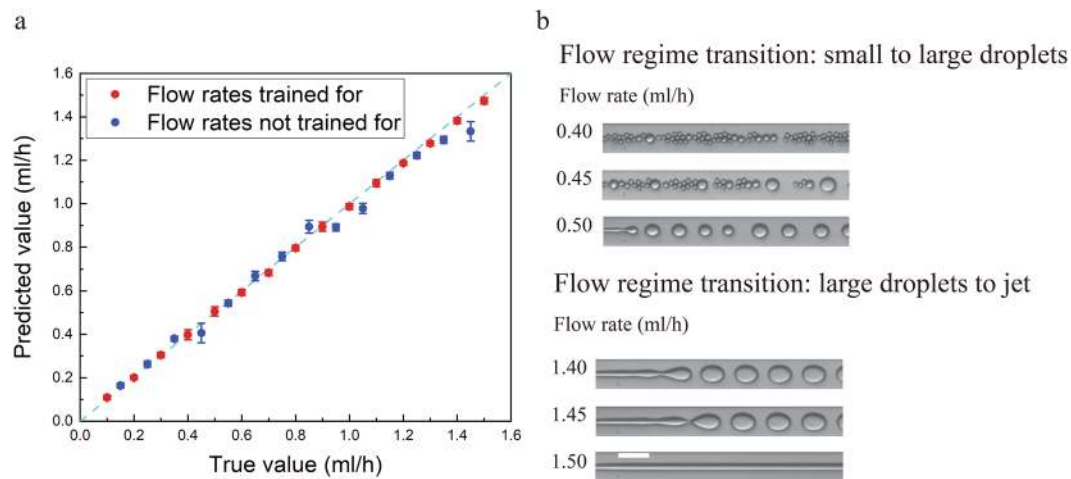 a
Predicted value (ml/h)
1.6
1.4
1.2
1.0
0.8
0.6
0.4
0.2
0.0
Flow rates trained for
Flow rates not trained for
0.0 0.2 0.4 0.6 0.8 1.0 1.2 1.4 1.6
True value (ml/h)
b
Flow regime transition: small to large droplets
Flow rate (ml/h)
0.40
0.45
0.50
Flow regime transition: large droplets to jet
Flow rate (ml/h)
1.40
1.45
1.50